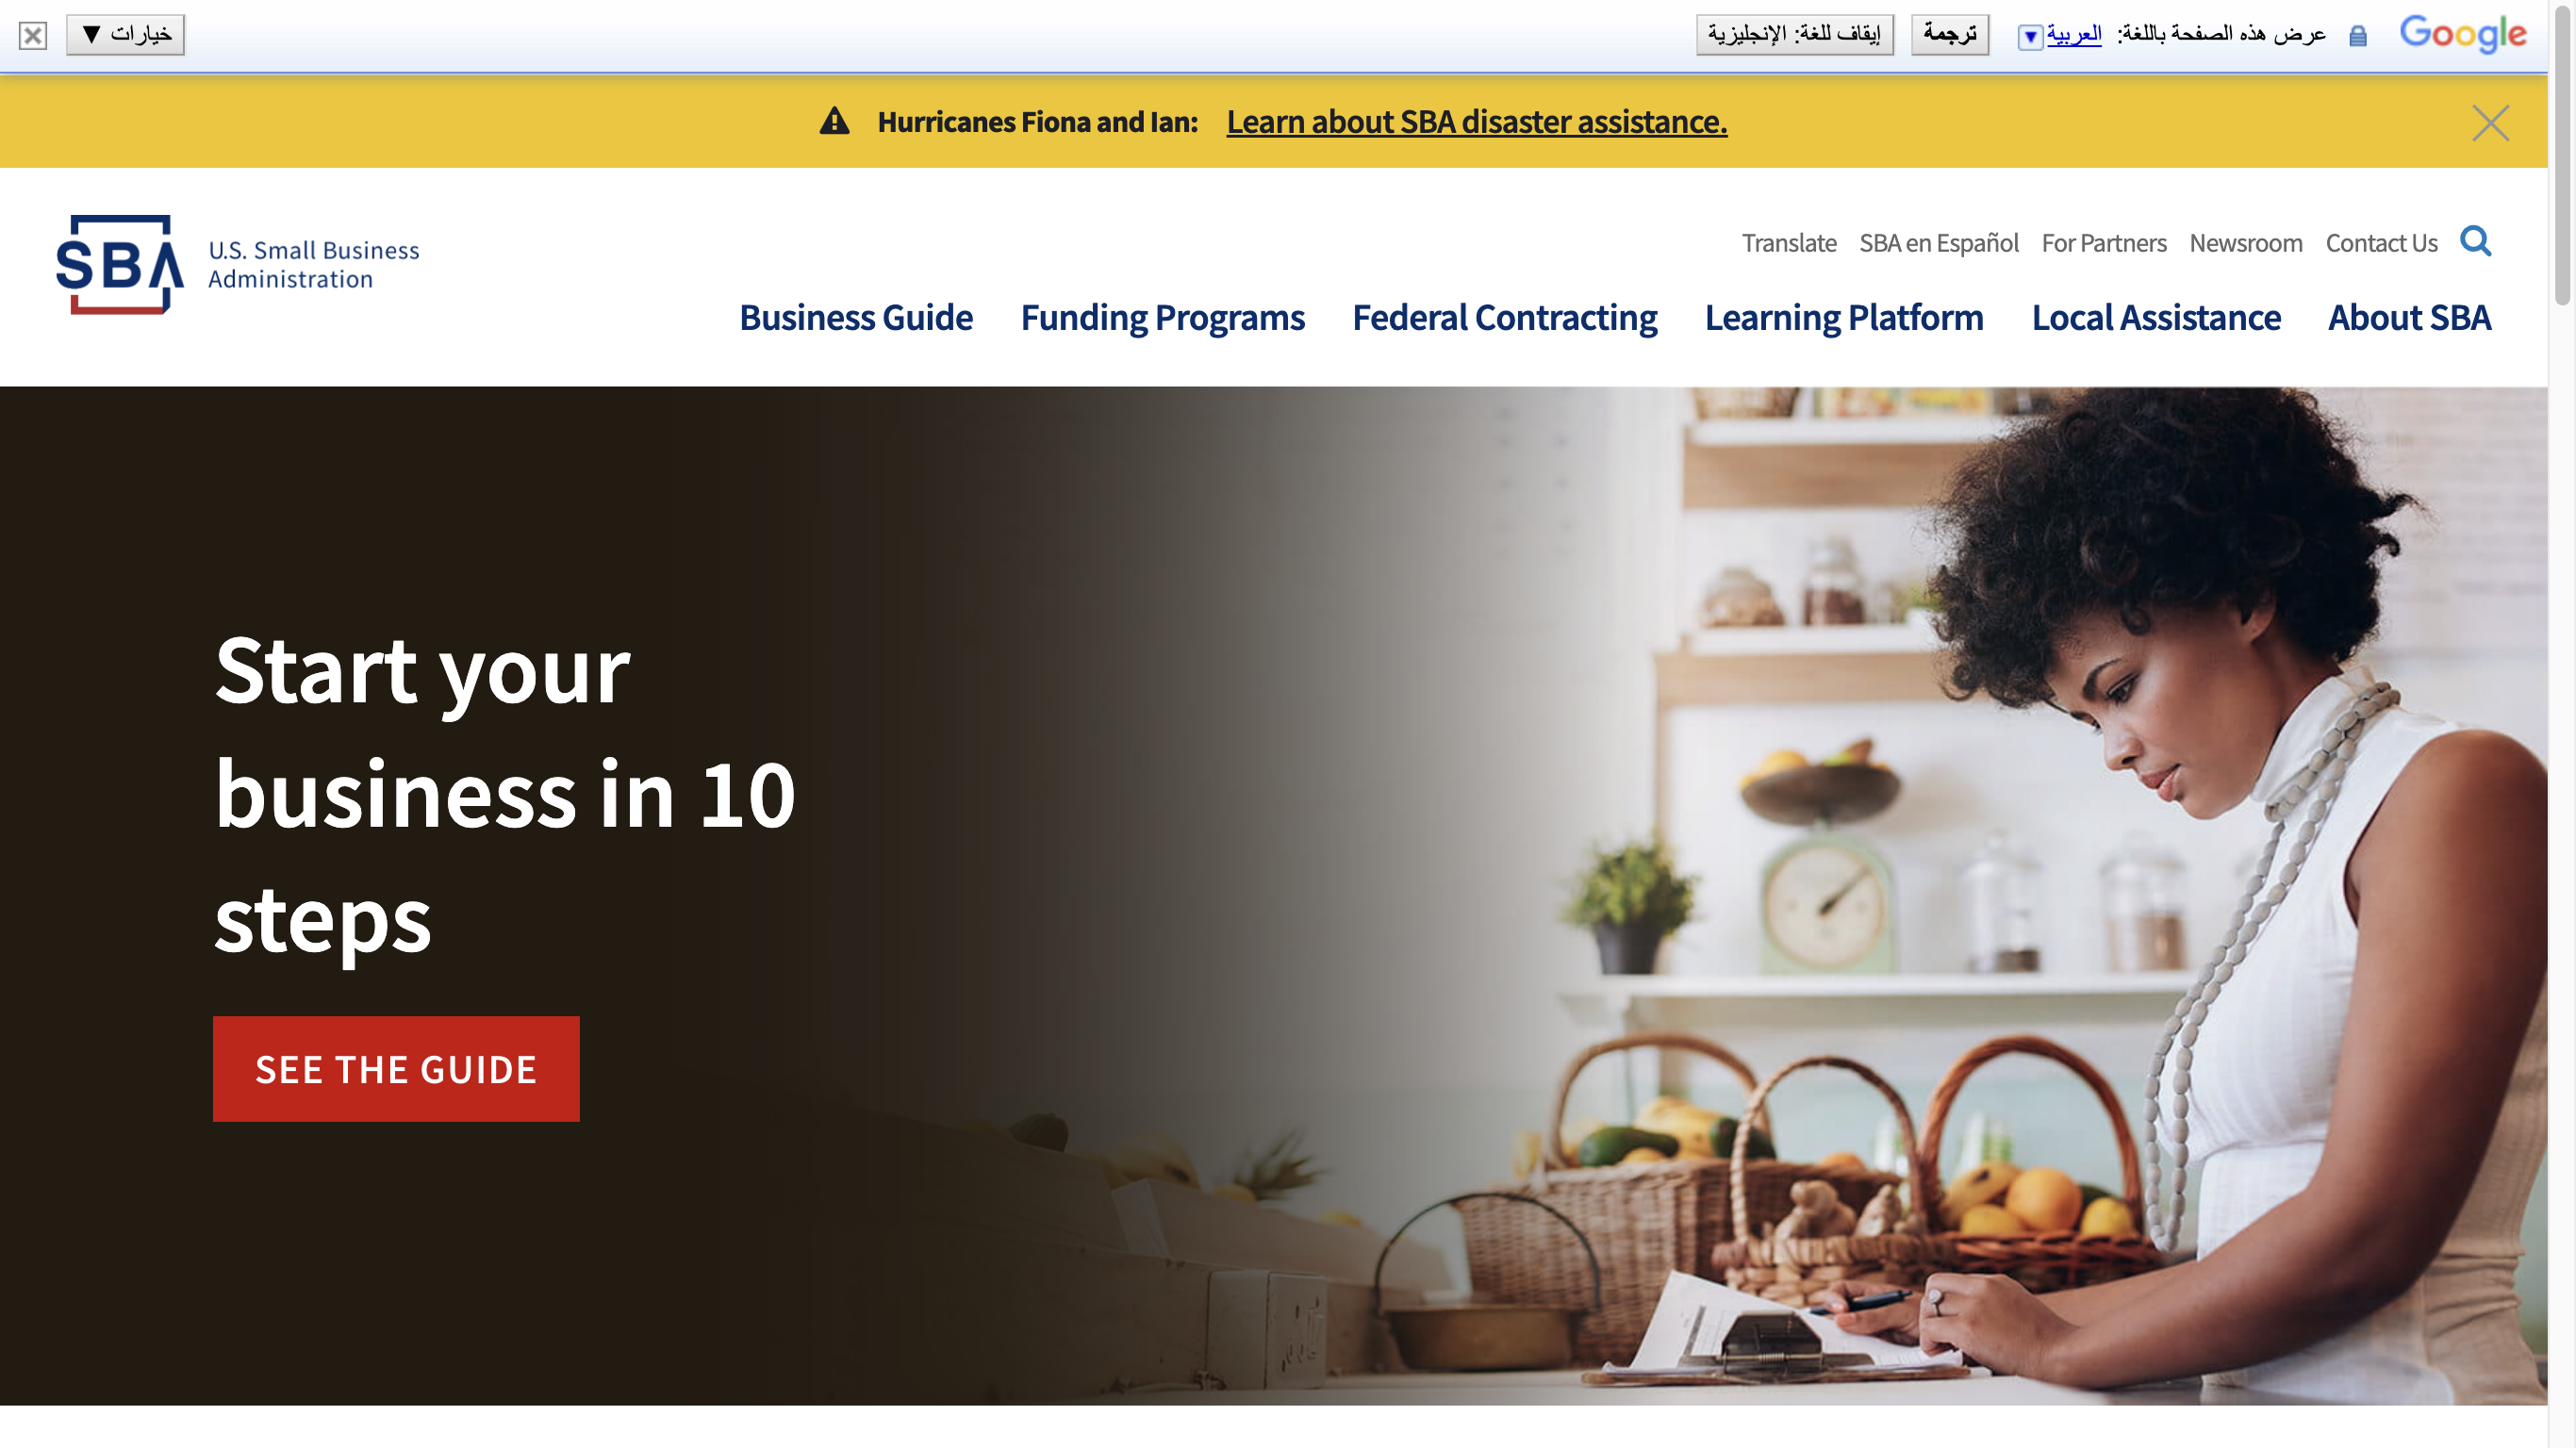 خيارات ▼
إيقاف للغة: الإنجليزية
ترجمة
عرض هذه الصفحة باللغة: العربية ▼
Google
Hurricanes Fiona and Ian: Learn about SBA disaster assistance.
SBA
U.S. Small Business
Administration
Translate SBA en Español For Partners Newsroom Contact Us
Business Guide Funding Programs Federal Contracting Learning Platform Local Assistance About SBA
Start your
business in 10
steps
SEE THE GUIDE